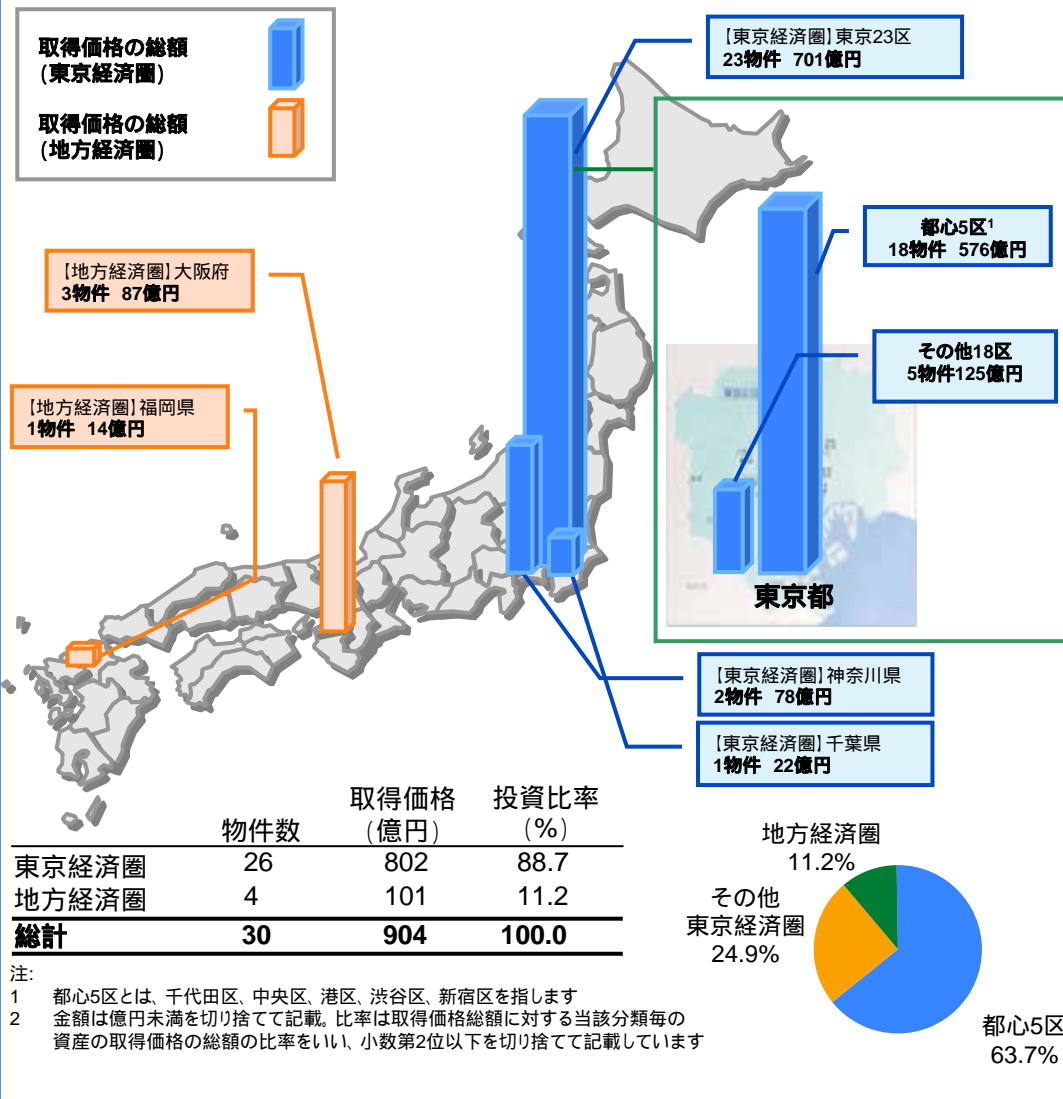 取得価格の総額
(東京経済圏)
取得価格の総額
(地方経済圏)
【東京経済圏】東京23区
23物件 701億円
都心5区1
18物件 576億円
【地方経済圏】大阪府
3物件 87億円
その他18区
5物件125億円
【地方経済圏】福岡県
1物件 14億円
東京都
【東京経済圏】神奈川県
2物件 78億円
【東京経済圏】千葉県
1物件 22億円
物件数 取得価格(億円) 投資比率(%)
東京経済圏 26 802 88.7
地方経済圏 4 101 11.2
総計 30 904 100.0
地方経済圏
11.2%
その他
東京経済圏
24.9%
都心5区
63.7%
注:
1 都心5区とは、千代田区、中央区、港区、渋谷区、新宿区を指します
2 金額は億円未満を切り捨てて記載。比率は取得価格総額に対する当該分類毎の
資産の取得価格の総額の比率をいい、小数第2位以下を切り捨てて記載しています